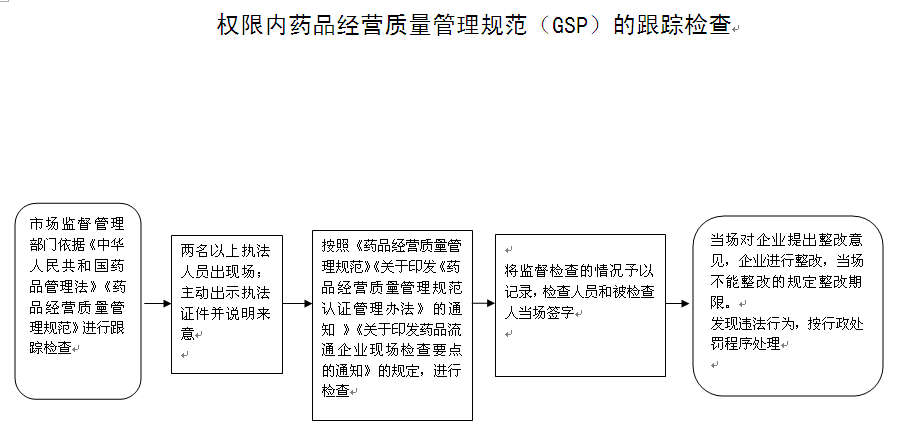 权限内药品经营质量管理规范（GSP）的跟踪检查
市场监督管理
部门依据《中华
人民共和国药
品管理法》《药
品经营质量管
理规范》进行跟
踪检查
两名以上执法
人员出现场；
主动出示执法
证件并说明来
意
按照《药品经营质量管
理规范》《关于印发《药
品经营质量管理规范
认证管理办法》的通
知》《关于印发药品流
通企业现场检查要点
的通知》的规定，进行
检查
将监督检查的情况予以
记录，检查人员和被检查
人当场签字
当场对企业提出整改意
见，企业进行整改，当场
不能整改的规定整改期
限。
发现违法行为，按行政处
罚程序处理